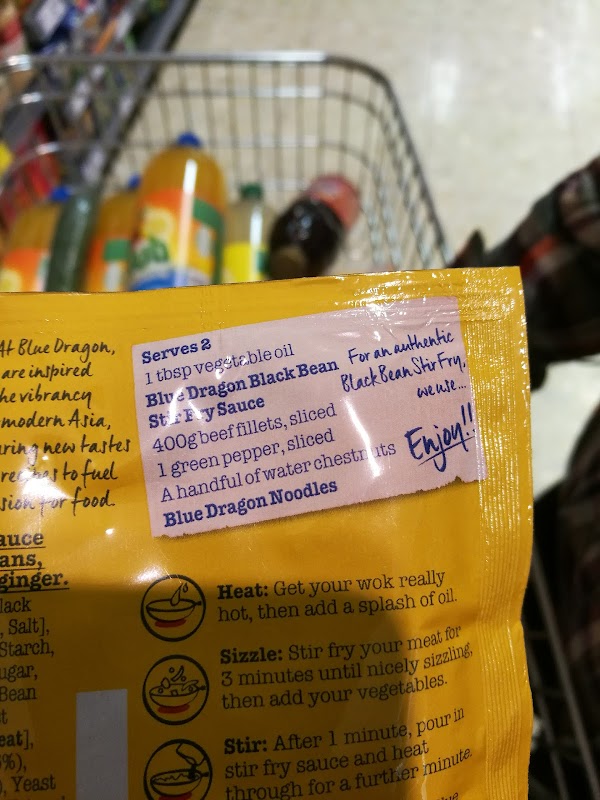 At Blue Dragon,
are inspired
he vibrancy
modern Asia,
uring new tastes
to fuel
sion for food.
Serves 2
1 tbsp vegetable oil
Blue Dragon Black Bean
Stir Fry Sauce
400g beef fillets, sliced
1 green pepper, sliced
A handful of water chestnuts
Blue Dragon Noodles
For an authentic
Black Bean Stir Fry,
we use...
Enjoy!!
auce
ans,
ginger.
lack
, Salt],
Starch,
ugar,
Bean
t
eat],
%),
), Yeast
Heat: Get your wok really
hot, then add a splash of oil.
Sizzle: Stir fry your meat for
3 minutes until nicely sizzling,
then add your vegetables.
Stir: After 1 minute, pour in
stir fry sauce and heat
through for a further minute.